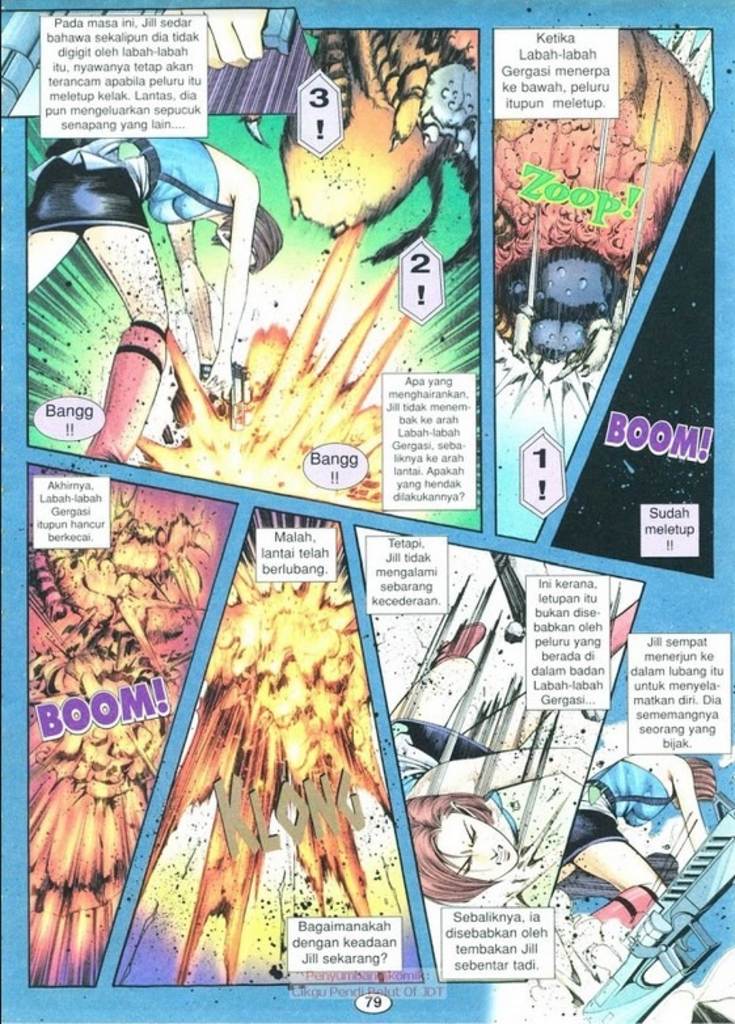 Pada masa ini, Jill sedar
bahawa sekalipun dia tidak
digigit oleh labah-labah
itu, nyawanya tetap akan
terancam apabila peluru itu
meletup kelak. Lantas, dia
pun mengeluarkan sepucuk
senapang yang lain....
3
!
2
!
Bangg
!!
Bangg
!!
Apa yang
menghairankan,
Jill tidak menem-
bak ke arah
Labah-labah
Gergasi, seba-
liknya ke arah
lantai. Apakah
yang hendak
dilakukannya?
Ketika
Labah-labah
Gergasi menerpa
ke bawah, peluru
itupun meletup.
Zoop!
1
!
BOOM!
Sudah
meletup
!!
Akhirnya,
Labah-labah
Gergasi
itupun hancur
berkecai.
BOOM!
Malah,
lantai telah
berlubang.
KLONG
Bagaimanakah
dengan keadaan
Jill sekarang?
Tetapi,
Jill tidak
mengalami
sebarang
kecederaan.
Ini kerana,
letupan itu
bukan dise-
babkan oleh
peluru yang
berada di
dalam badan
Labah-labah
Gergasi...
Sebaliknya, ia
disebabkan oleh
tembakan Jill
sebentar tadi.
Jill sempat
menerjun ke
dalam lubang itu
untuk menyela-
matkan diri. Dia
sememangnya
seorang yang
bijak.
Penyumbang komik :
Cikgu Pendi Belut Of JDT
79